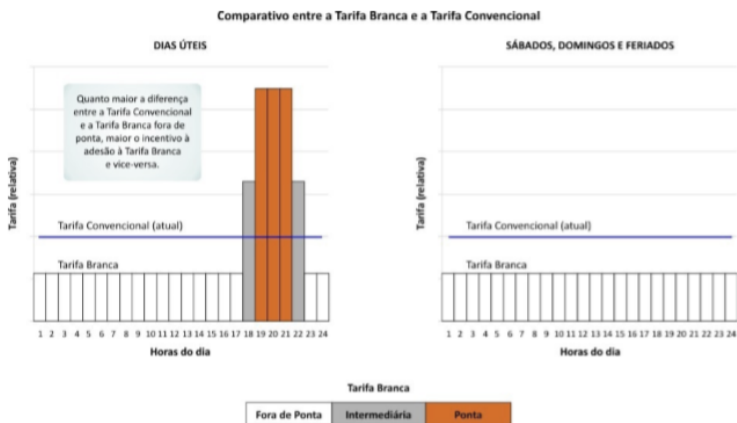 Comparativo entre a Tarifa Branca e a Tarifa Convencional
DIAS ÚTEIS
Tarifa (relativa)
Quanto maior a diferença
entre a Tarifa Convencional
e a Tarifa Branca fora de
ponta, maior o incentivo à
adesão à Tarifa Branca
e vice-versa.
Tarifa Convencional (atual)
Tarifa Branca
1 2 3 4 5 6 7 8 9 10 11 12 13 14 15 16 17 18 19 20 21 22 23 24
Horas do dia
SÁBADOS, DOMINGOS E FERIADOS
Tarifa (relativa)
Tarifa Convencional (atual)
Tarifa Branca
1 2 3 4 5 6 7 8 9 10 11 12 13 14 15 16 17 18 19 20 21 22 23 24
Horas do dia
Tarifa Branca
Fora de Ponta Intermediária Ponta